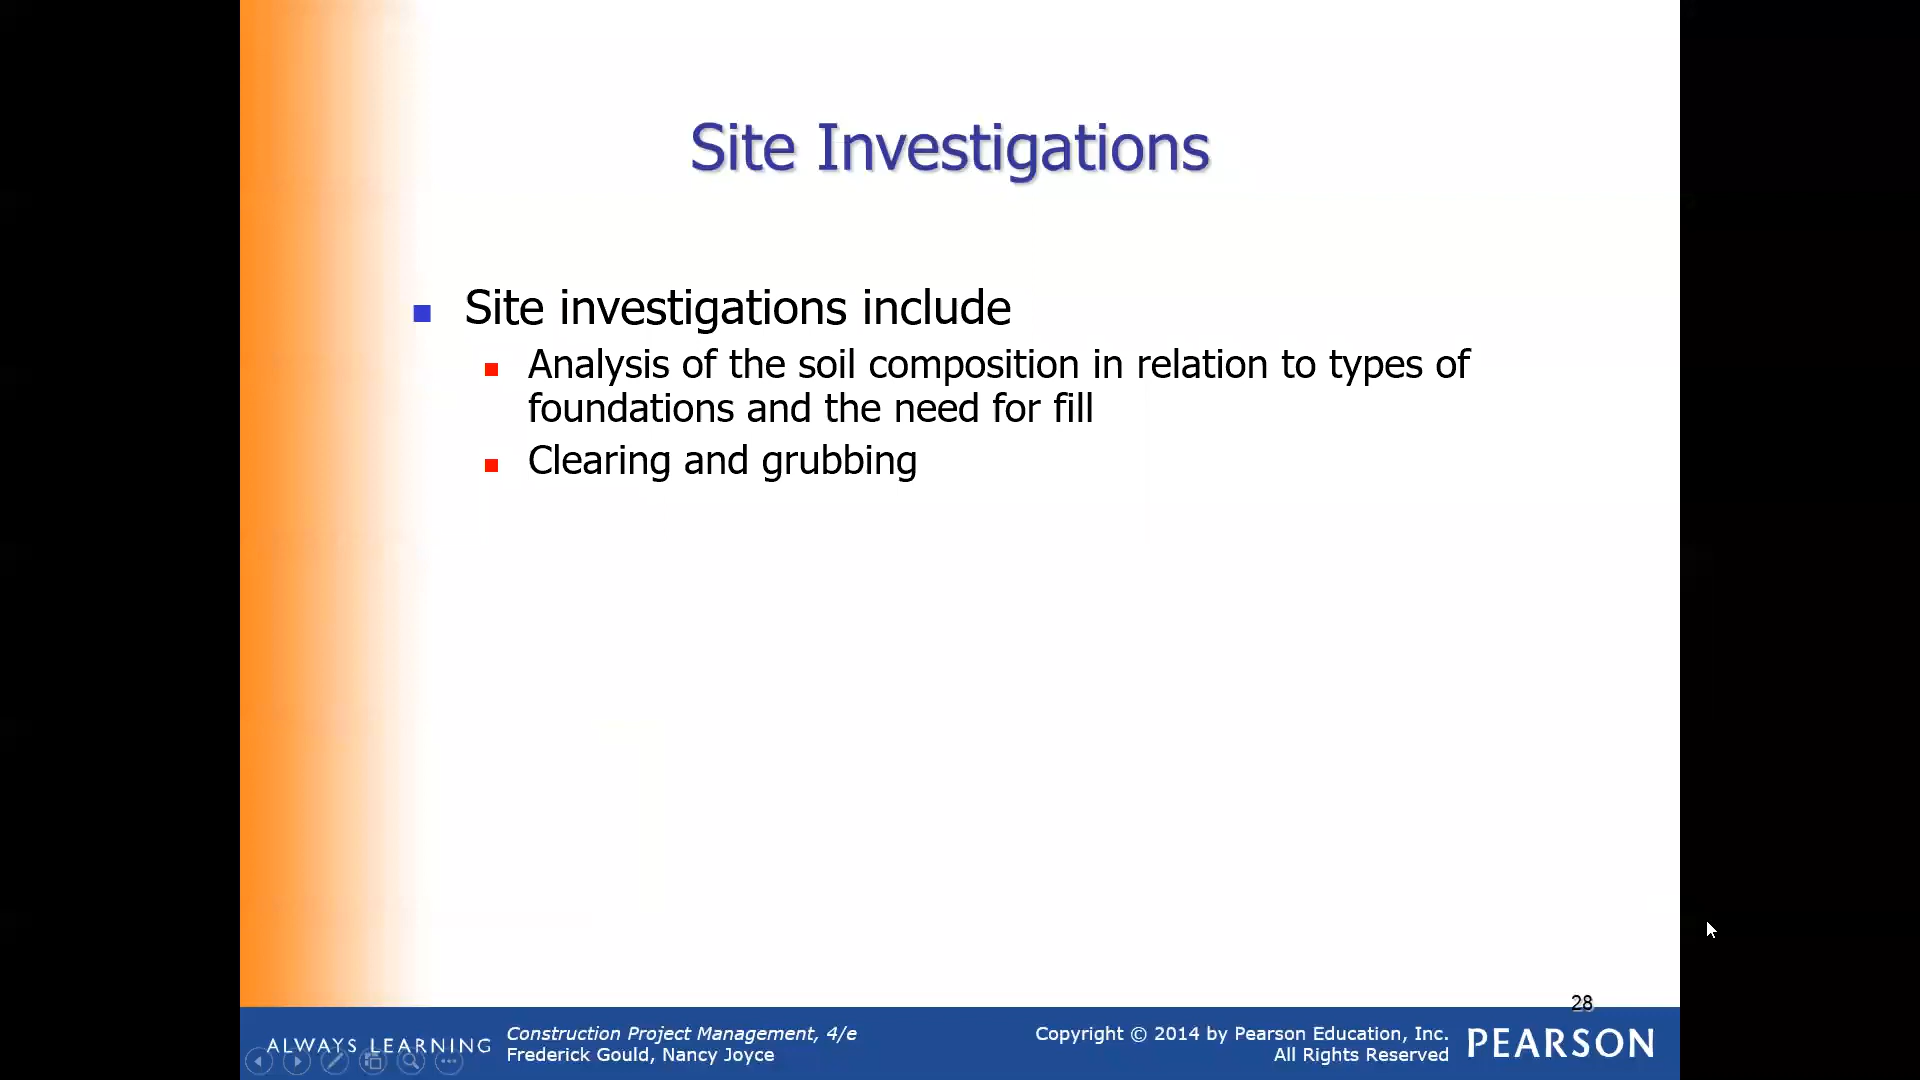 Site Investigations
Site investigations include
Analysis of the soil composition in relation to types of
foundations and the need for fill
Clearing and grubbing
28
ALWAYS LEARNING
Construction Project Management, 4/e
Frederick Gould, Nancy Joyce
Copyright © 2014 by Pearson Education, Inc.
All Rights Reserved
PEARSON